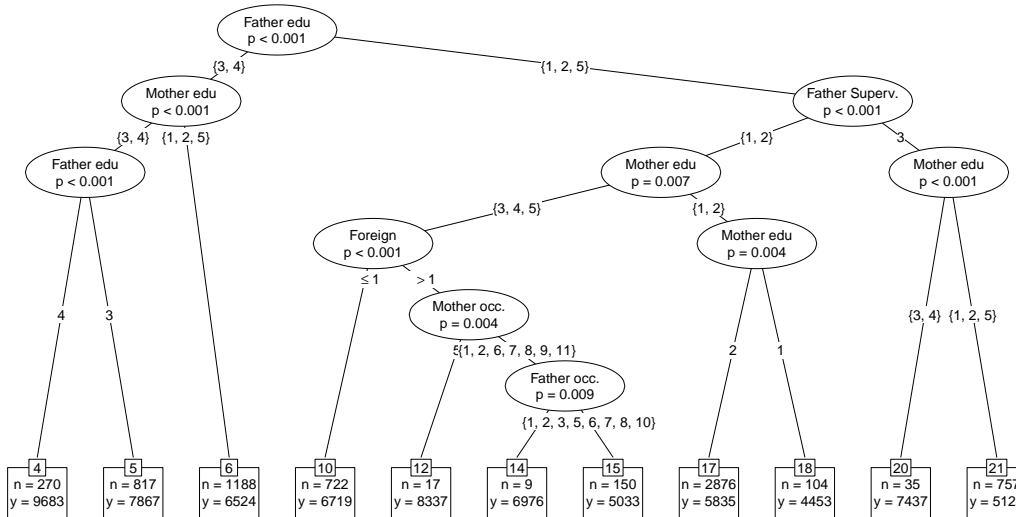 Father edu
p < 0.001
{3, 4}
{1, 2, 5}
Mother edu
p < 0.001
Father Superv.
p < 0.001
{3, 4}
{1, 2, 5}
{1, 2}
3
Father edu
p < 0.001
Mother edu
p = 0.007
Mother edu
p < 0.001
{3, 4, 5}
{1, 2}
Foreign
p < 0.001
Mother edu
p = 0.004
≤ 1
> 1
4
3
Mother occ.
p = 0.004
{3, 4}
{1, 2, 5}
{1, 2, 6, 7, 8, 9, 11}
2
1
Father occ.
p = 0.009
{1, 2, 3, 5, 6, 7, 8, 10}
4
n = 270
y = 9683
5
n = 817
y = 7867
6
n = 1188
y = 6524
10
n = 722
y = 6719
12
n = 17
y = 8337
14
n = 9
y = 6976
15
n = 150
y = 5033
17
n = 2876
y = 5835
18
n = 104
y = 4453
20
n = 35
y = 7437
21
n = 757
y = 512